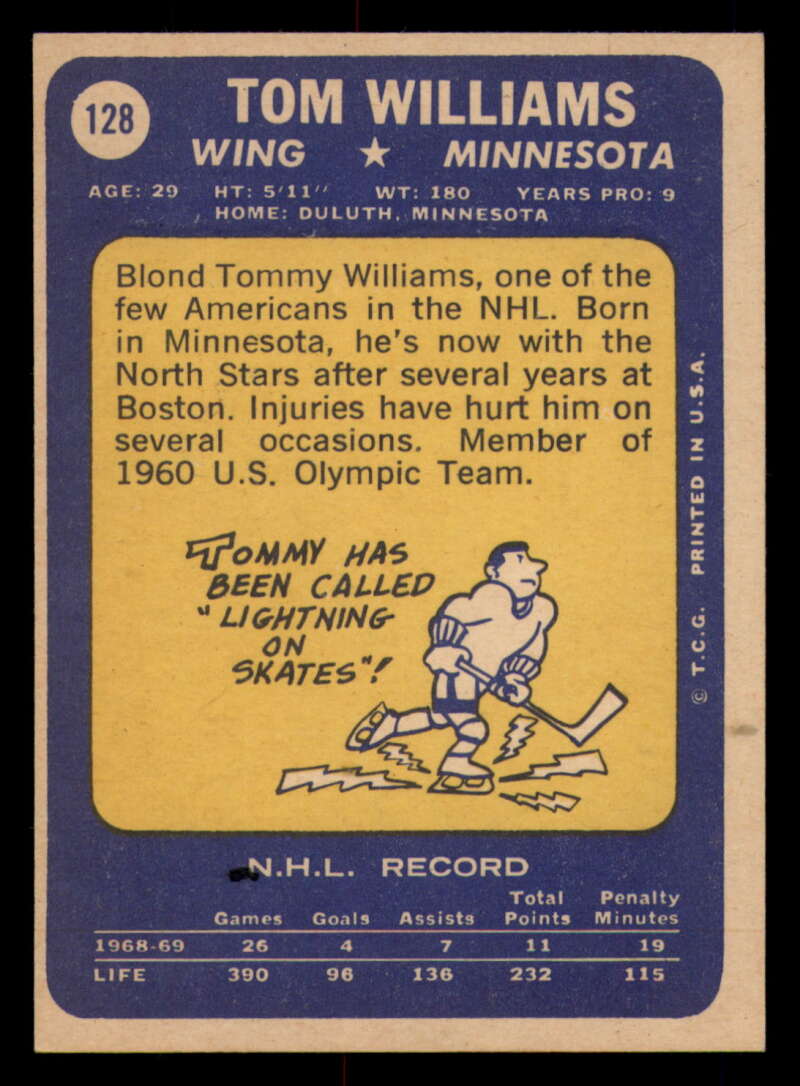 128
TOM WILLIAMS
WING ★ MINNESOTA
AGE: 29 HT: 5'11" WT: 180 YEARS PRO: 9
HOME: DULUTH, MINNESOTA
Blond Tommy Williams, one of the
few Americans in the NHL. Born
in Minnesota, he's now with the
North Stars after several years at
Boston. Injuries have hurt him on
several occasions. Member of
1960 U.S. Olympic Team.
TOMMY HAS
BEEN CALLED
"LIGHTNING
ON
SKATES"!
© T.C.G. PRINTED IN U.S.A.
N.H.L. RECORD
Games Goals Assists Total Points Penalty Minutes
1968-69 26 4 7 11 19
LIFE 390 96 136 232 115